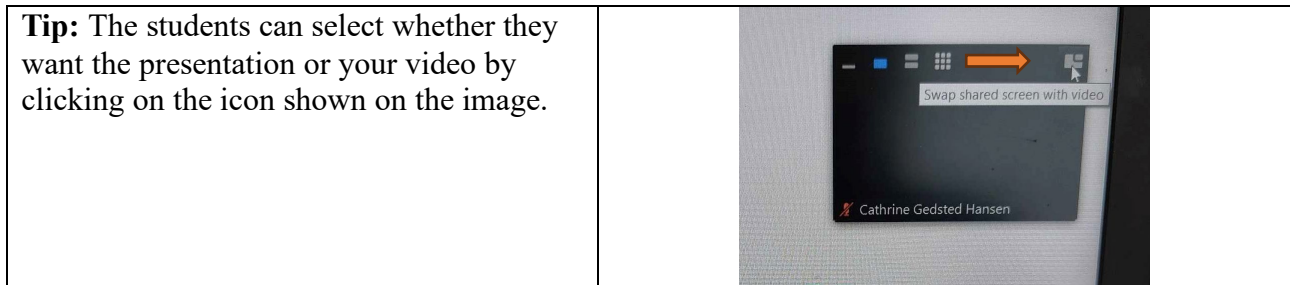 Tip: The students can select whether they
want the presentation or your video by
clicking on the icon shown on the image.
Swap shared screen with video
Cathrine Gedsted Hansen